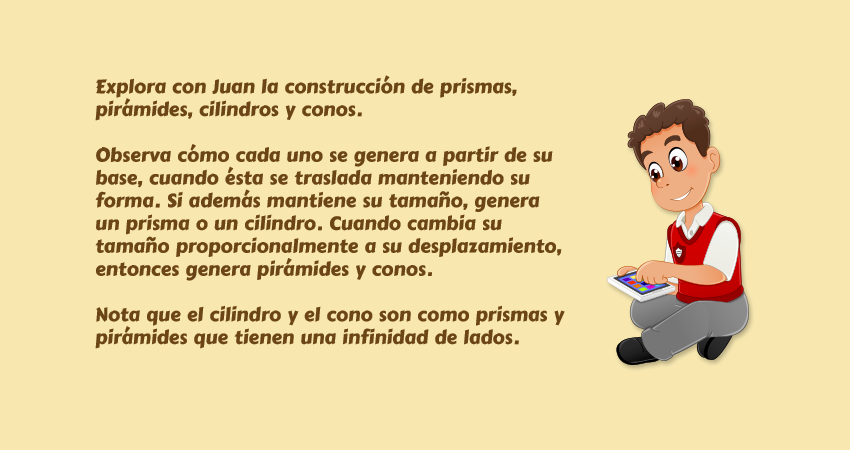 Explora con Juan la construcción de prismas,
pirámides, cilindros y conos.
Observa cómo cada uno se genera a partir de su
base, cuando ésta se traslada manteniendo su
forma. Si además mantiene su tamaño, genera
un prisma o un cilindro. Cuando cambia su
tamaño proporcionalmente a su desplazamiento,
entonces genera pirámides y conos.
Nota que el cilindro y el cono son como prismas y
pirámides que tienen una infinidad de lados.